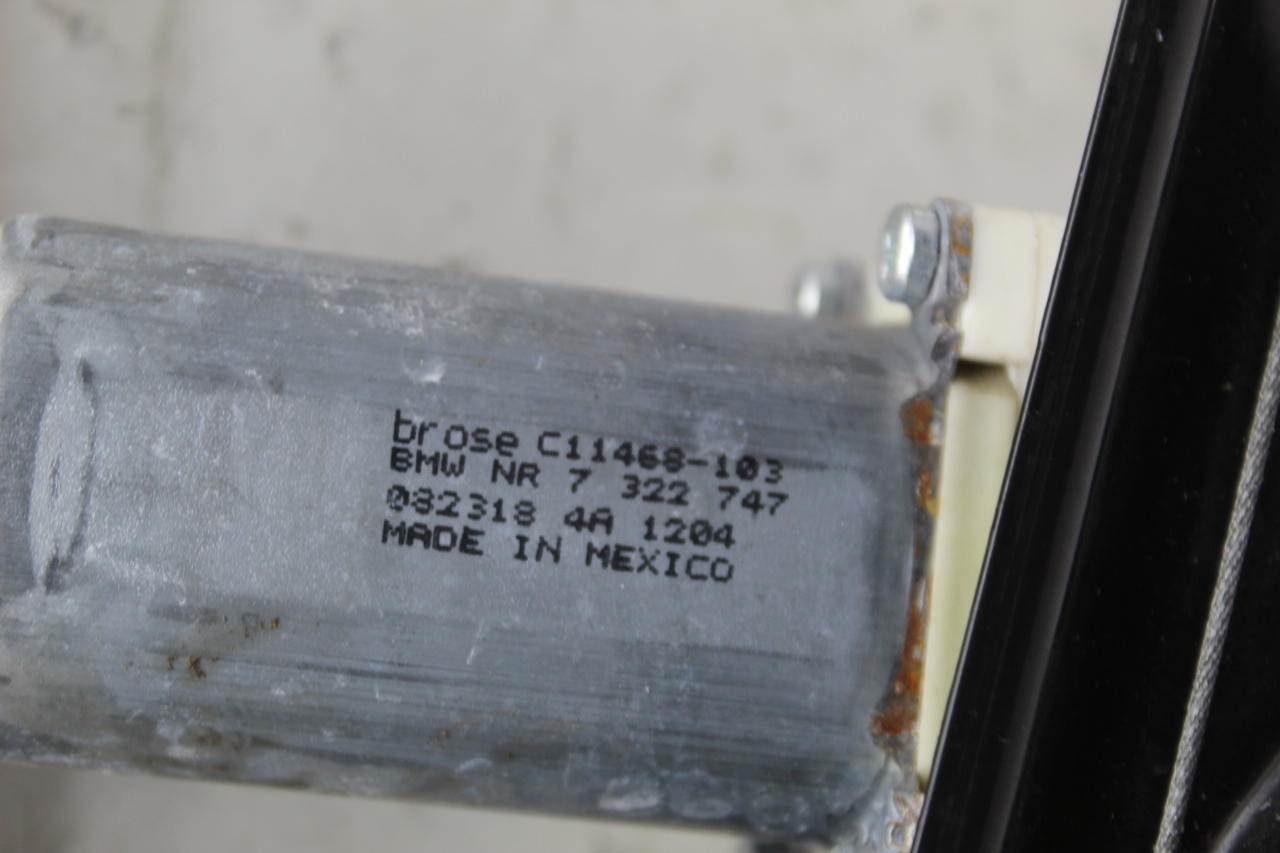 brose C11468-103
BMW NR 7 322 747
082318 4A 1204
MADE IN MEXICO